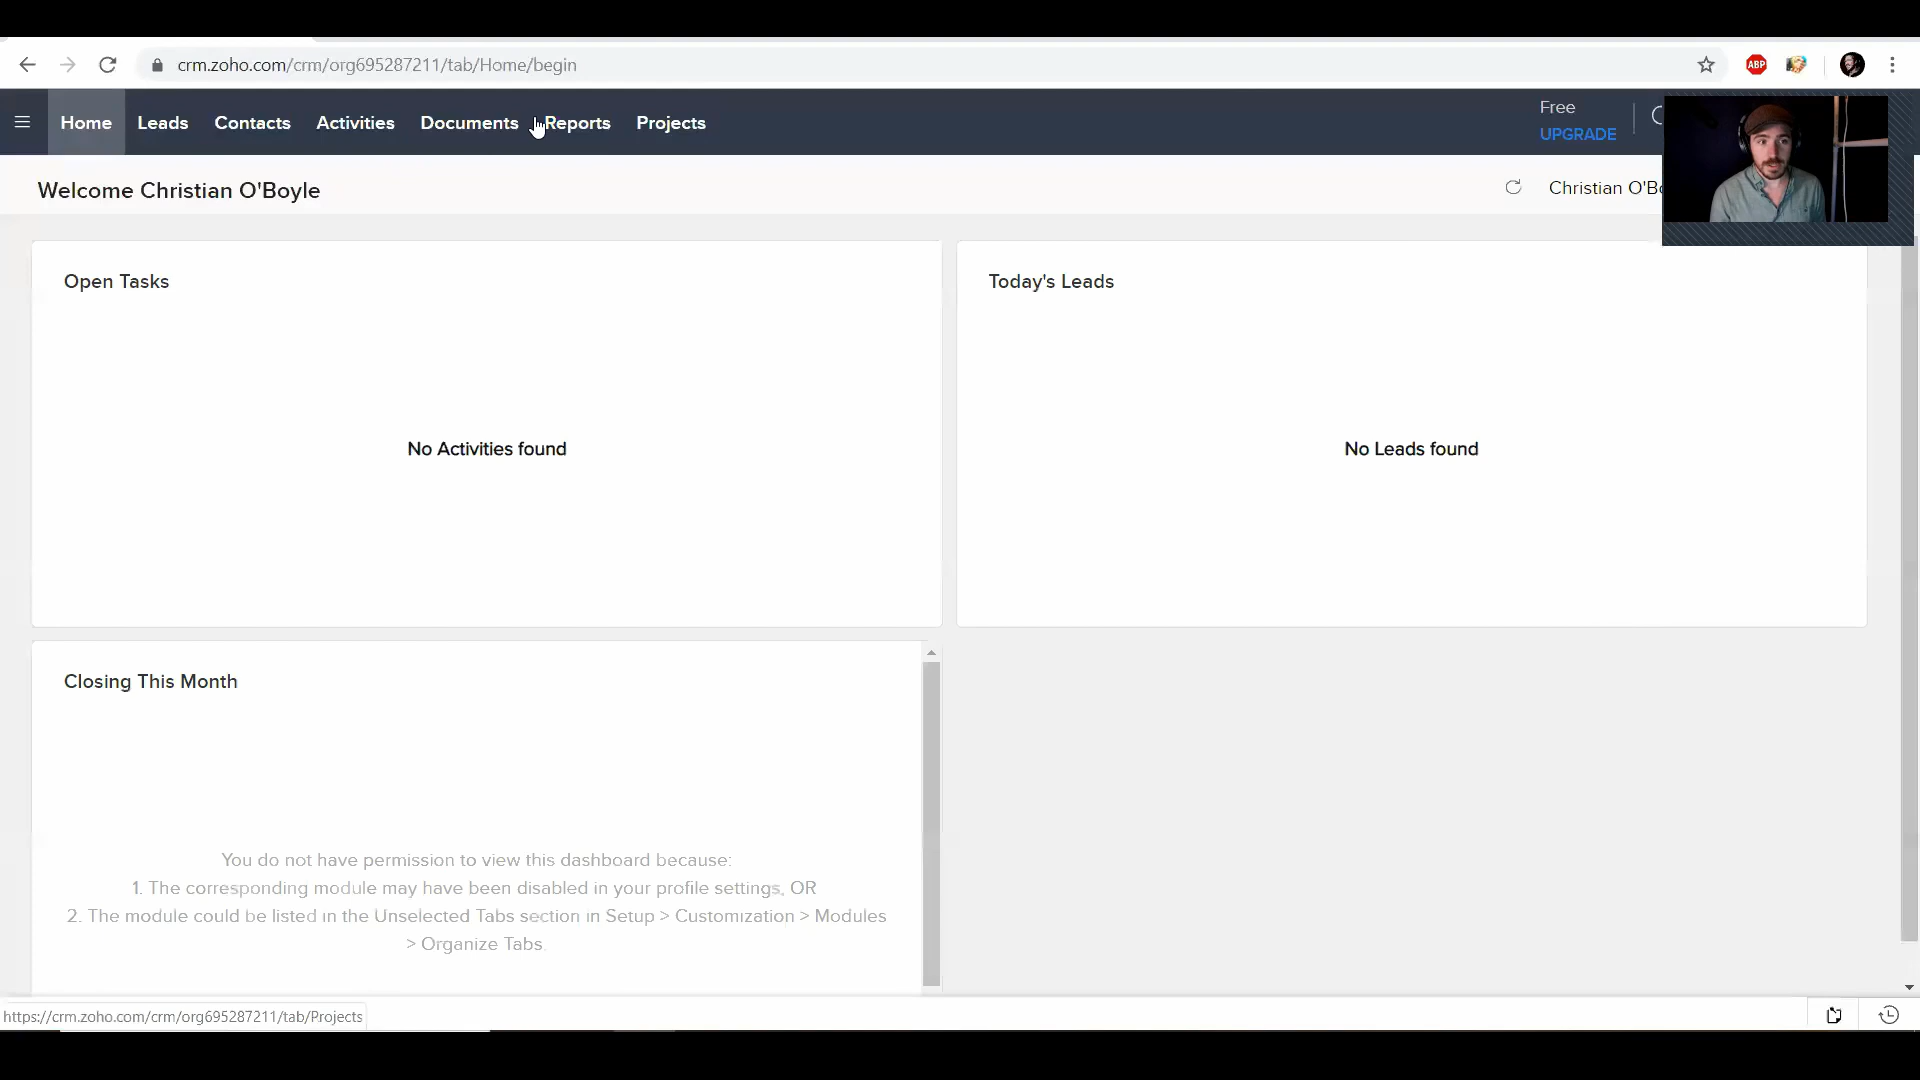 crm.zoho.com/crm/org695287211/tab/Home/begin
ABP
Home Leads Contacts Activities Documents Reports Projects
Free
UPGRADE
Welcome Christian O'Boyle
Christian O'Bo
Open Tasks
Today's Leads
No Activities found
No Leads found
Closing This Month
You do not have permission to view this dashboard because:
1. The corresponding module may have been disabled in your profile settings, OR
2. The module could be listed in the Unselected Tabs section in Setup > Customization > Modules
> Organize Tabs.
https://crm.zoho.com/crm/org695287211/tab/Projects